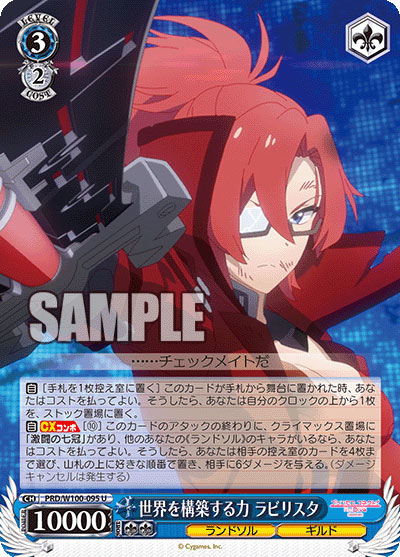 LEVEL
3
2
COST
SAMPLE
……チェックメイトだ
自 [手札を1枚控え室に置く] このカードが手札から舞台に置かれた時、あな
たはコストを払ってよい。そうしたら、あなたは自分のクロックの上から1
枚を、ストック置場に置く。
自 CXコンボ [⑩] このカードのアタックの終わりに、クライマックス置場に
「激闘の七冠」があり、他のあなたの《ランドソル》のキャラがいるなら、あな
たはコストを払ってよい。そうしたら、あなたは相手の控え室のカードを4枚
まで選び、山札の上に好きな順番で置き、相手に6ダメージを与える。(ダ
メージキャンセルは発生する)
PRD/W100-095 U
世界を構築する力 ラビリスタ
10000
ランドソル
ギルド
© Cygames, Inc.